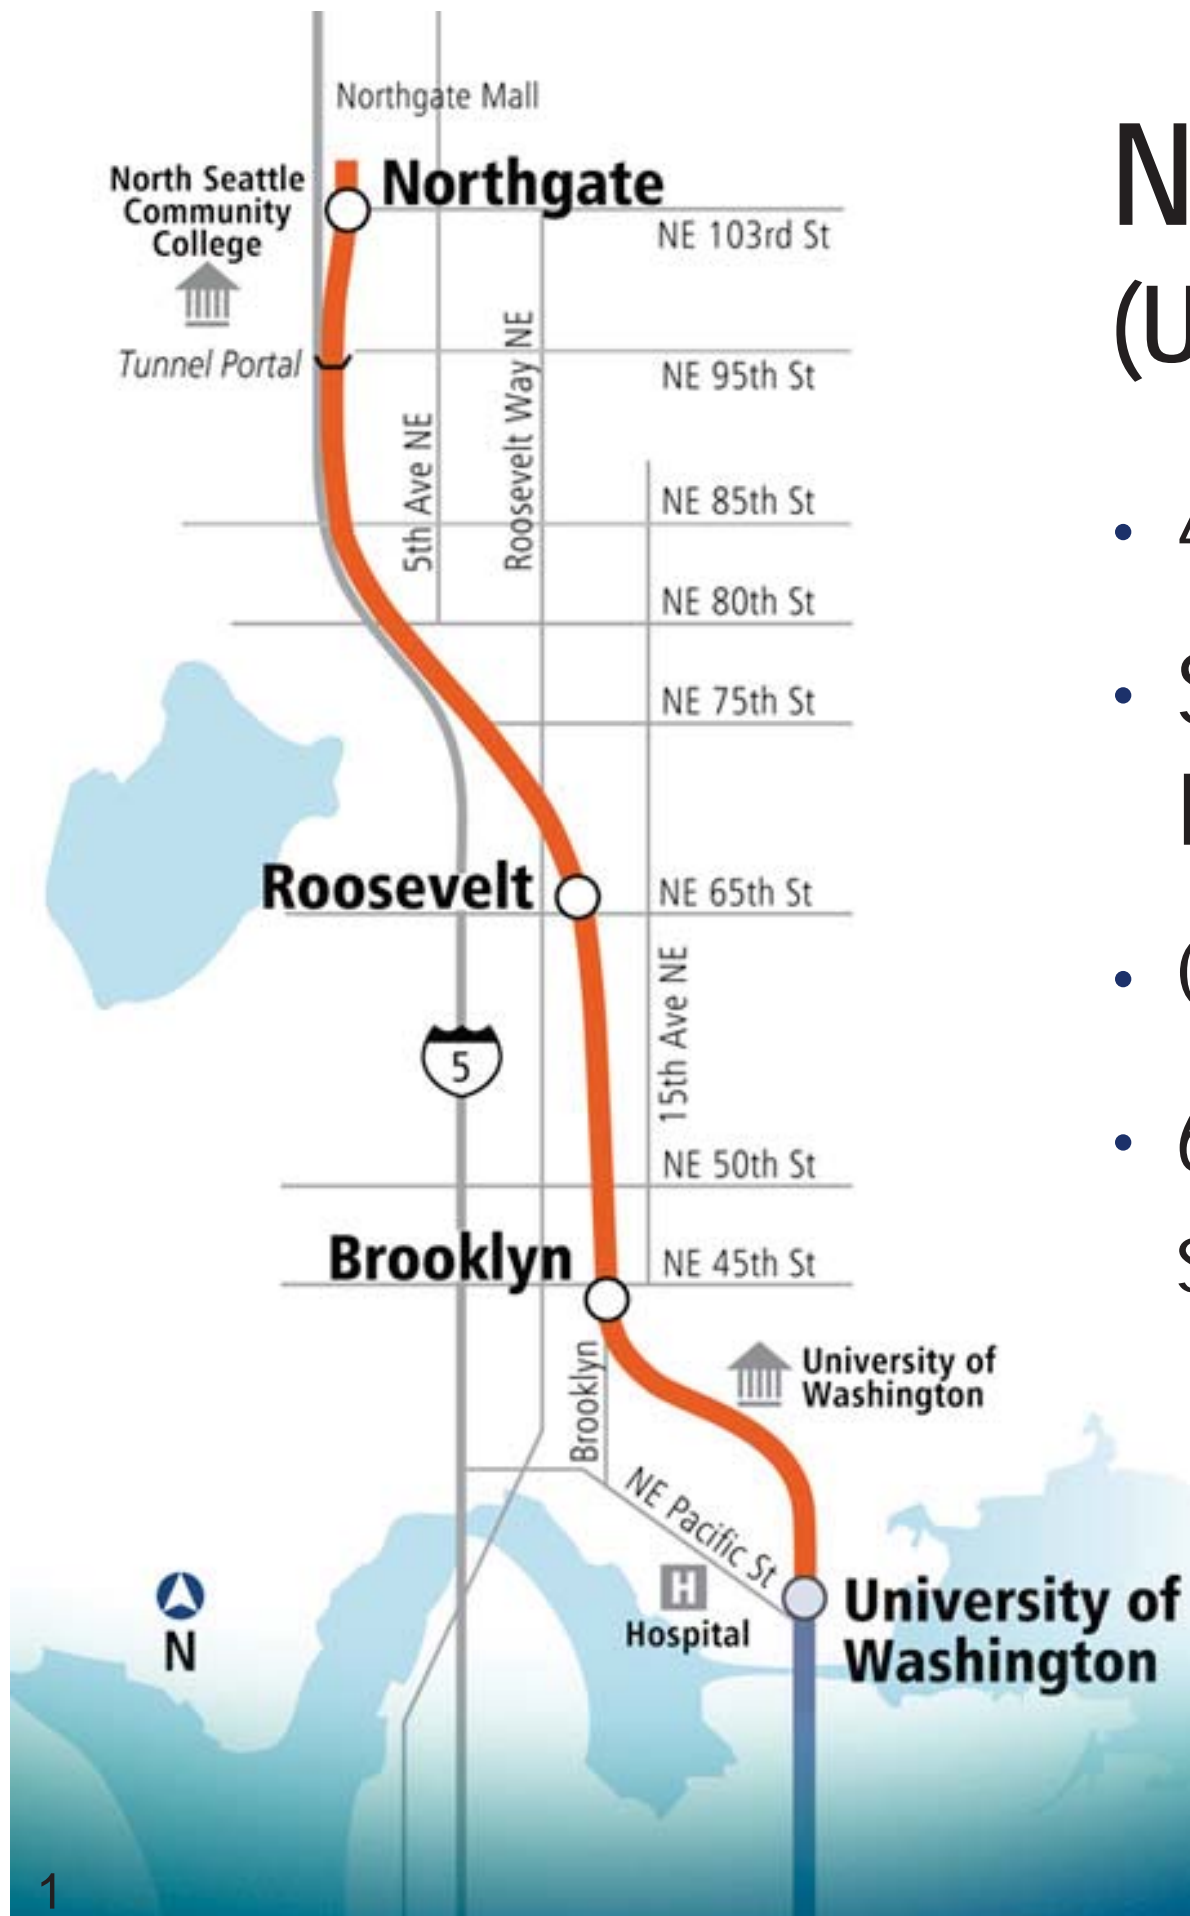 Northgate Mall
North Seattle
Community
College
Northgate
NE 103rd St
Tunnel Portal
NE 95th St
5th Ave NE
Roosevelt Way NE
NE 85th St
NE 80th St
NE 75th St
Roosevelt
NE 65th St
5
15th Ave NE
NE 50th St
Brooklyn
NE 45th St
Brooklyn
University of
Washington
NE Pacific St
H
Hospital
University of
Washington
N
1
N
(U